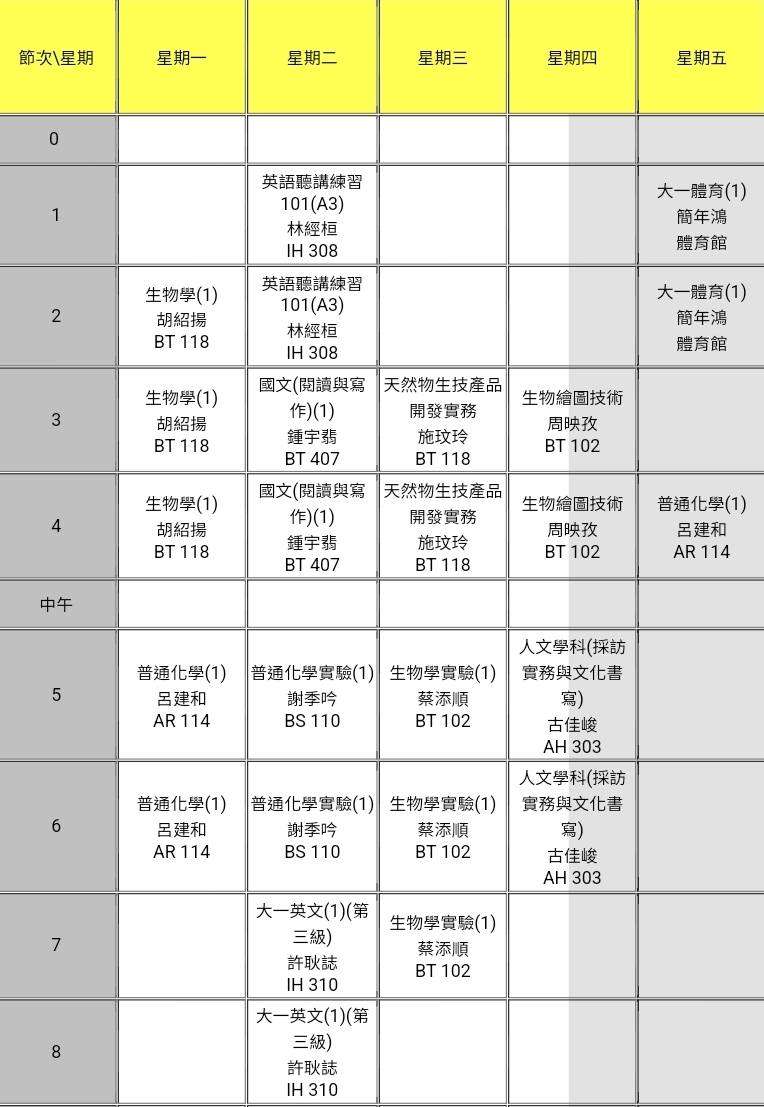 節次\星期 星期一 星期二 星期三 星期四 星期五
0
1
英語聽講練習
101(A3)
林經桓
IH 308
大一體育(1)
簡年鴻
體育館
2
生物學(1)
胡紹揚
BT 118
英語聽講練習
101(A3)
林經桓
IH 308
大一體育(1)
簡年鴻
體育館
3
生物學(1)
胡紹揚
BT 118
國文(閱讀與寫
作)(1)
鍾宇翡
BT 407
天然物生技產品
開發實務
施玟玲
BT 118
生物繪圖技術
周映孜
BT 102
4
生物學(1)
胡紹揚
BT 118
國文(閱讀與寫
作)(1)
鍾宇翡
BT 407
天然物生技產品
開發實務
施玟玲
BT 118
生物繪圖技術
周映孜
BT 102
普通化學(1)
呂建和
AR 114
中午
5
普通化學(1)
呂建和
AR 114
普通化學實驗(1)
謝季吟
BS 110
生物學實驗(1)
蔡添順
BT 102
人文學科(採訪
實務與文化書
寫)
古佳峻
AH 303
6
普通化學(1)
呂建和
AR 114
普通化學實驗(1)
謝季吟
BS 110
生物學實驗(1)
蔡添順
BT 102
人文學科(採訪
實務與文化書
寫)
古佳峻
AH 303
7
大一英文(1)(第
三級)
許耿誌
IH 310
生物學實驗(1)
蔡添順
BT 102
8
大一英文(1)(第
三級)
許耿誌
IH 310